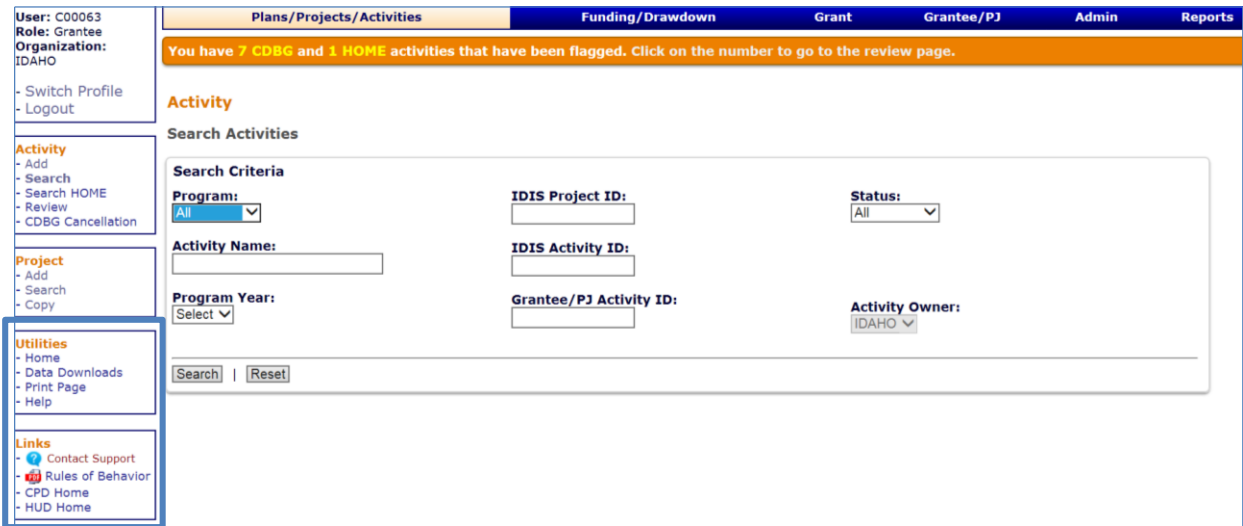 User: C00063
Role: Grantee
Organization:
IDAHO
- Switch Profile
- Logout
Activity
- Add
- Search
- Search HOME
- Review
- CDBG Cancellation
Project
- Add
- Search
- Copy
Utilities
- Home
- Data Downloads
- Print Page
- Help
Links
- Contact Support
- Rules of Behavior
- CPD Home
- HUD Home
Plans/Projects/Activities Funding/Drawdown Grant Grantee/PJ Admin Reports
You have 7 CDBG and 1 HOME activities that have been flagged. Click on the number to go to the review page.
Activity
Search Activities
Search Criteria
Program: IDIS Project ID: Status:
All All
Activity Name: IDIS Activity ID:
Program Year: Grantee/PJ Activity ID: Activity Owner:
Select IDAHO
Search | Reset